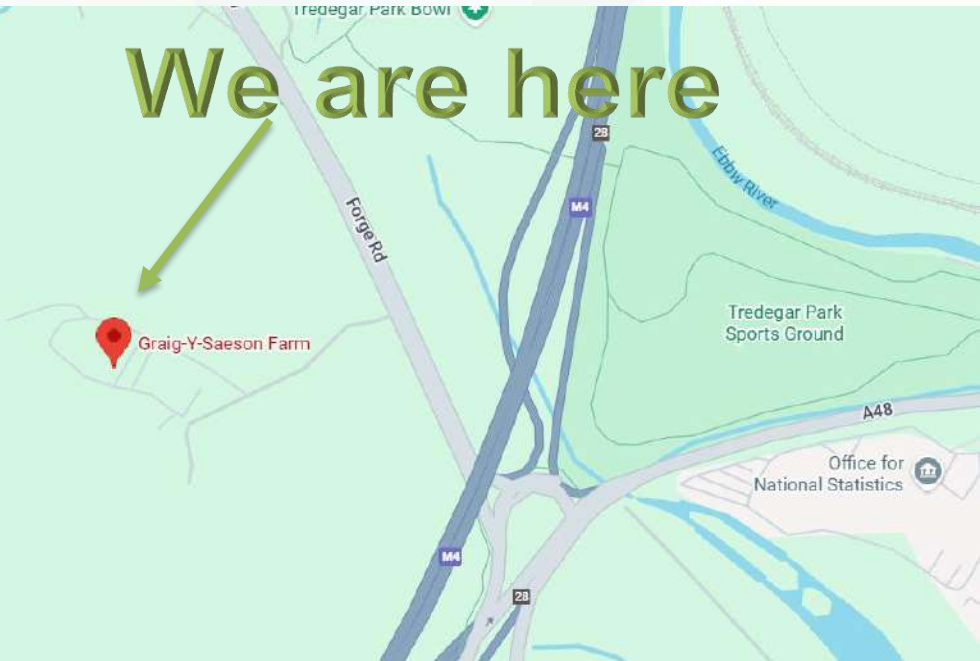 Tredegar Park Bowl
We are here
28
Ebbw River
M4
Forge Rd
Tredegar Park
Sports Ground
Graig-Y-Saeson Farm
A48
Office for
National Statistics
M4
28